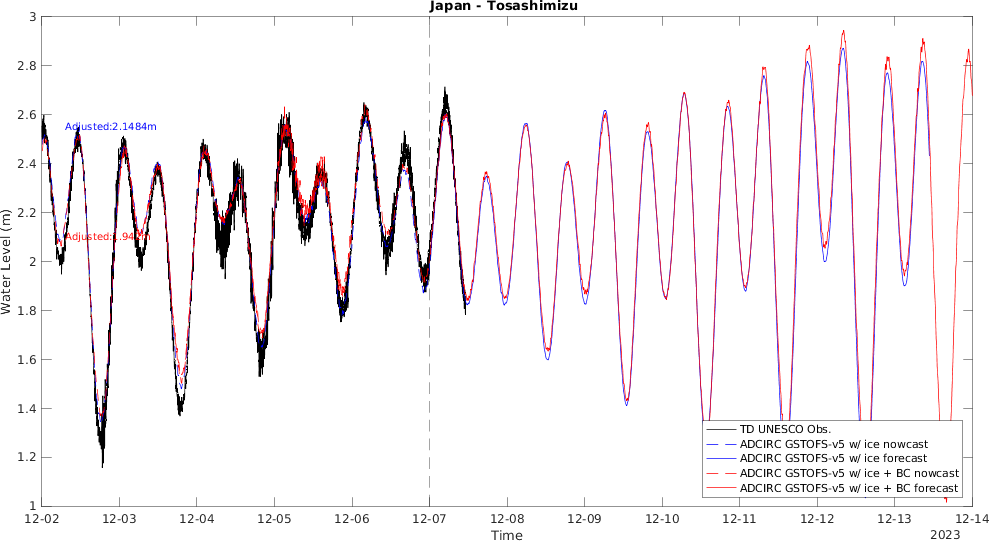 Japan - Tosashimizu
3
2.8
2.6
2.4
2.2
2
1.8
1.6
1.4
1.2
1
Water Level (m)
Adjusted:2.1484m
12-02
12-03
12-04
12-05
12-06
12-07
12-08
12-09
12-10
12-11
12-12
12-13
12-14
Time
2023
TD UNESCO Obs.
ADCIRC GSTOFS-v5 w/ ice nowcast
ADCIRC GSTOFS-v5 w/ ice forecast
ADCIRC GSTOFS-v5 w/ ice + BC nowcast
ADCIRC GSTOFS-v5 w/ ice + BC forecast